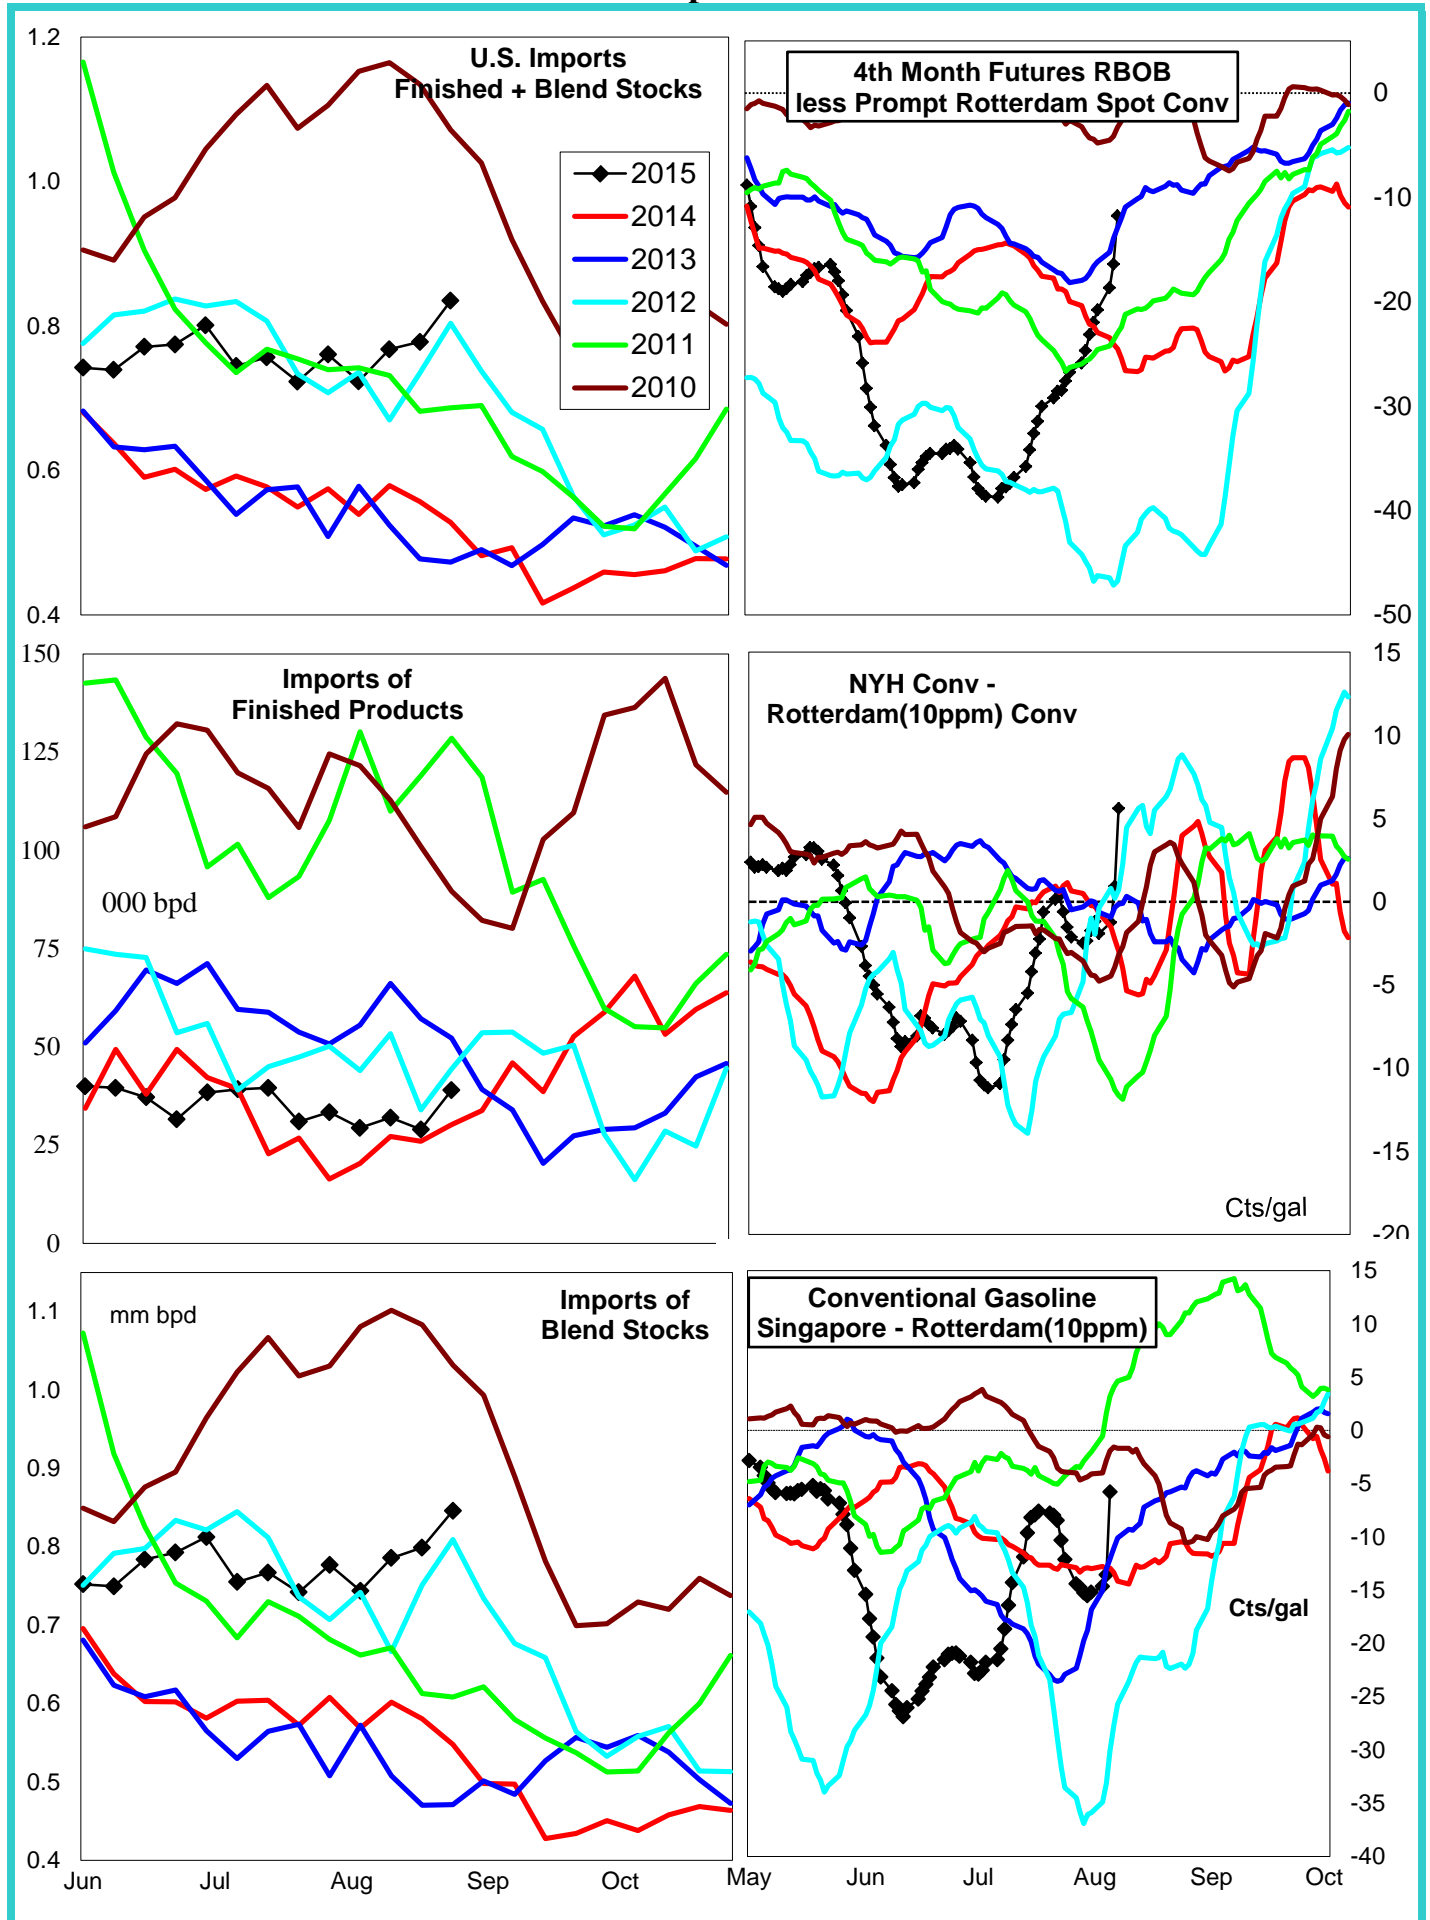 1.2
1.0
0.8
0.6
0.4
U.S. Imports
Finished + Blend Stocks
2015
2014
2013
2012
2011
2010
4th Month Futures RBOB
less Prompt Rotterdam Spot Conv
0
-10
-20
-30
-40
-50
150
125
100
75
50
25
0
Imports of
Finished Products
000 bpd
NYH Conv -
Rotterdam(10ppm) Conv
15
10
5
0
-5
-10
-15
-20
Cts/gal
1.1
1.0
0.9
0.8
0.7
0.6
0.5
0.4
mm bpd
Imports of
Blend Stocks
Jun
Jul
Aug
Sep
Oct
Conventional Gasoline
Singapore - Rotterdam(10ppm)
15
10
5
0
-5
-10
-15
-20
-25
-30
-35
-40
Cts/gal
May
Jun
Jul
Aug
Sep
Oct